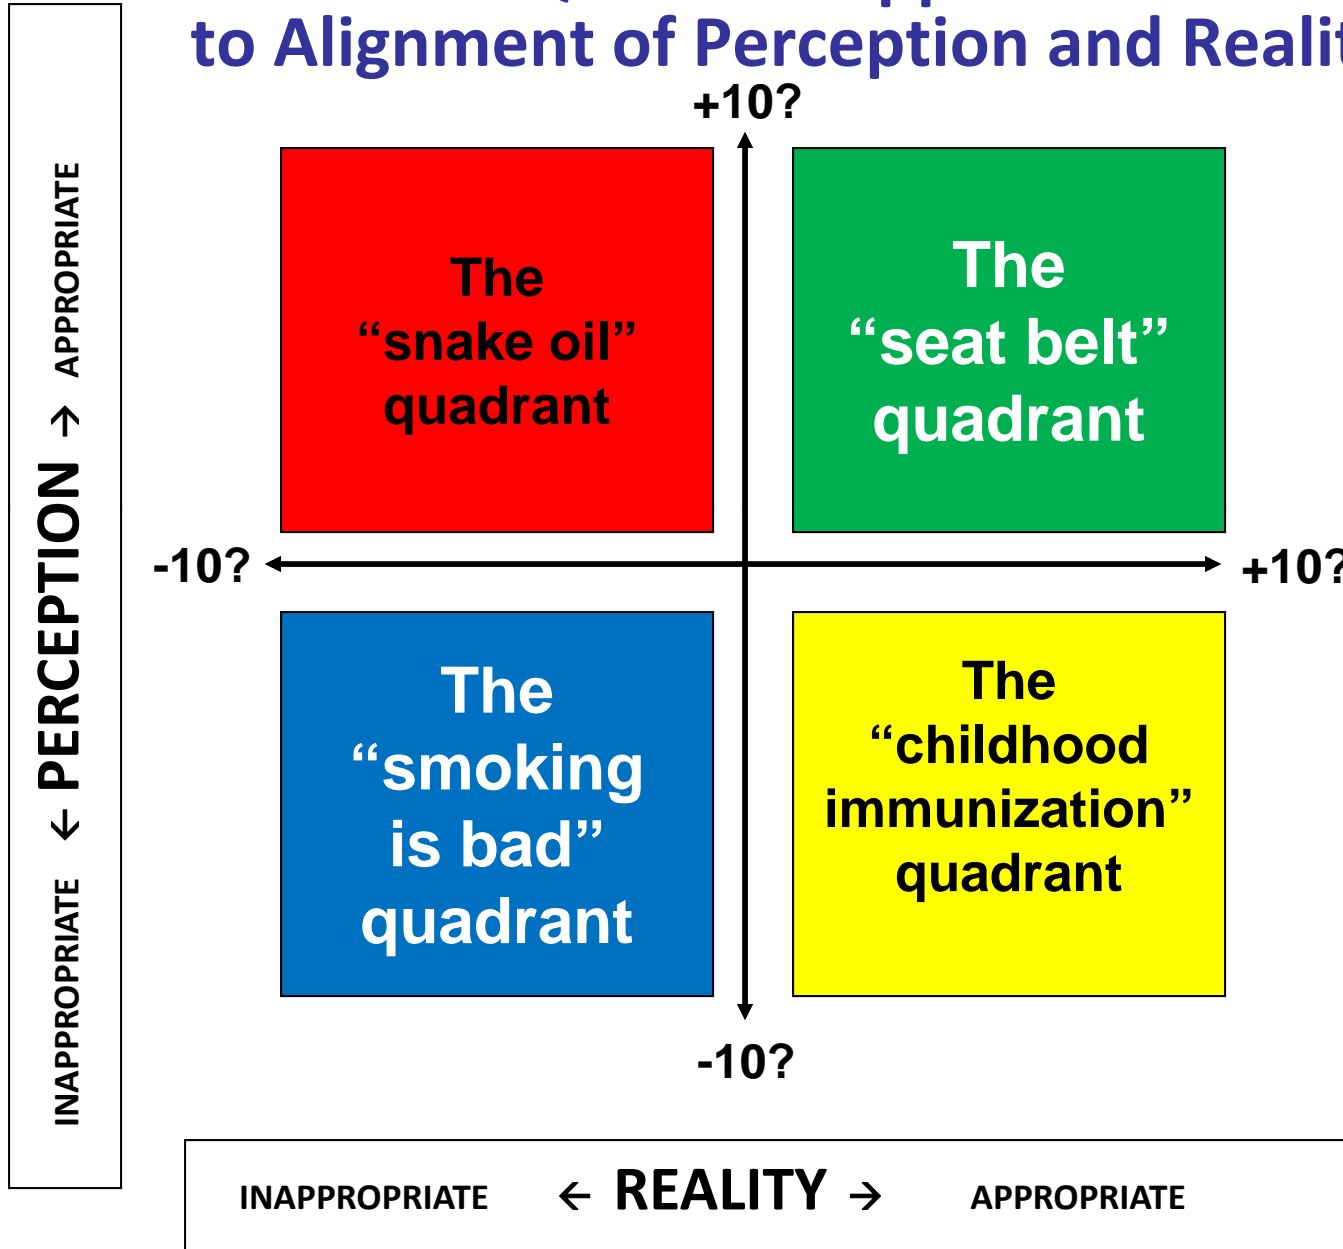 to Alignment of Perception and Realit
+10?
The
“snake oil”
quadrant
The
“seat belt”
quadrant
-10?
+10?
The
“smoking
is bad”
quadrant
The
“childhood
immunization”
quadrant
-10?
INAPPROPRIATE ← PERCEPTION → APPROPRIATE
INAPPROPRIATE ← REALITY → APPROPRIATE